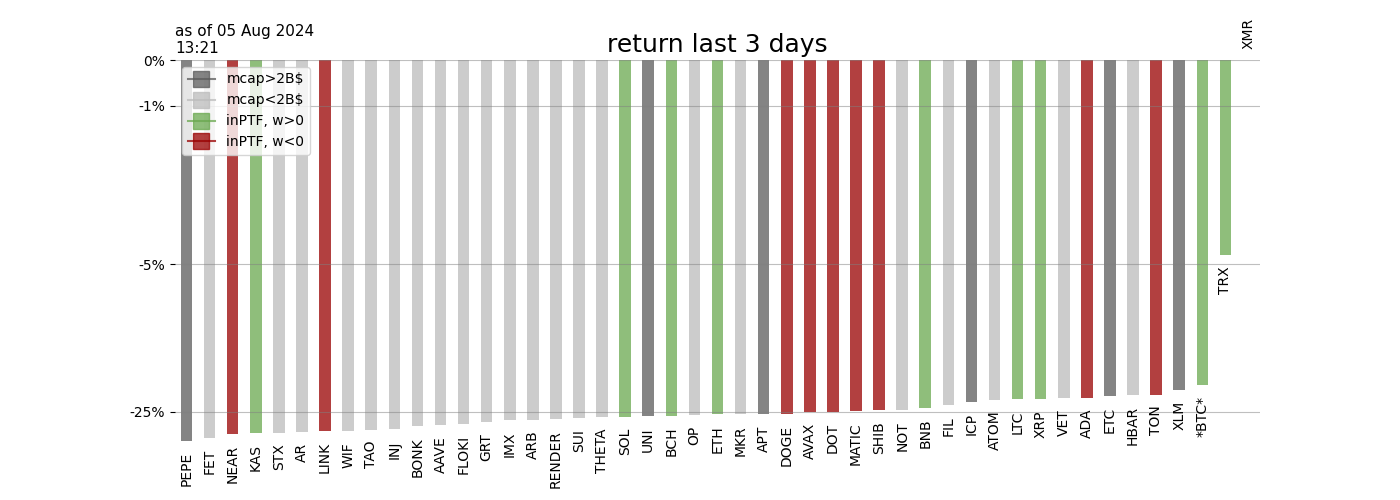 as of 05 Aug 2024
13:21
return last 3 days
XMR
0%
-1%
-5%
-25%
mcap>2B$
mcap<2B$
inPTF, w>0
inPTF, w<0
PEPE
FET
NEAR
KAS
STX
AR
LINK
WIF
TAO
INJ
BONK
AAVE
FLOKI
GRT
IMX
ARB
RENDER
SUI
THETA
SOL
UNI
BCH
OP
ETH
MKR
APT
DOGE
AVAX
DOT
MATIC
SHIB
NOT
BNB
FIL
ICP
ATOM
LTC
XRP
VET
ADA
ETC
HBAR
TON
XLM
*BTC*
TRX